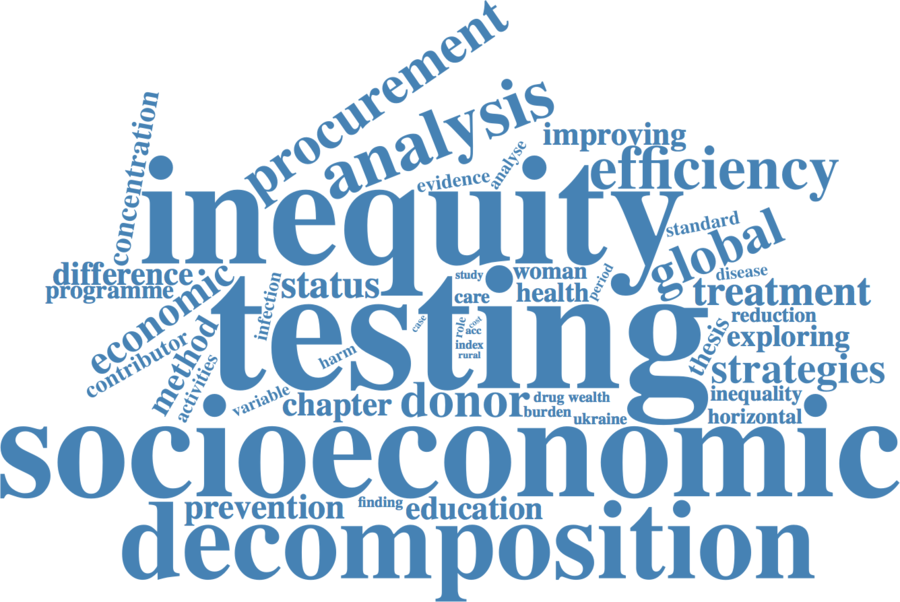 procurement
analysis
concentration
improving
efficiency
evidence
analyse
inequity
standard
global
disease
difference
programme
economic
contributor
method
activities
infection
status
study
care
woman
health
period
treatment
reduction
exploring
thesis
strategies
inequality
horizontal
testing
case
role
cost
acc
index
rural
harm
variable
chapter
donor
drug
wealth
burden
ukraine
socioeconomic
prevention
finding
education
decomposition